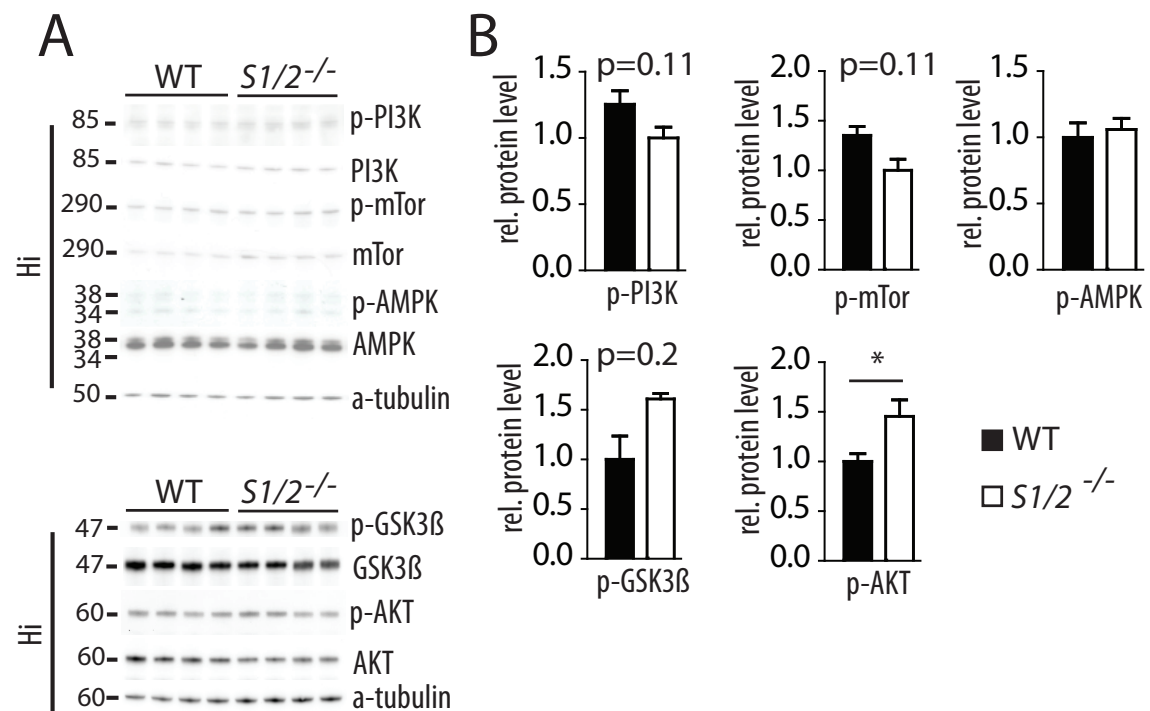 A
WT S1/2-/-
85 p-PI3K
85 PI3K
290 p-mTor
290 mTor
38
34 p-AMPK
38 AMPK
34
50 a-tubulin
Hi
WT S1/2-/-
47 p-GSK3ß
47 GSK3ß
60 p-AKT
60 AKT
60 a-tubulin
Hi
B
p=0.11
rel. protein level
1.5
1.0
0.5
0.0
p-PI3K
p=0.11
rel. protein level
2.0
1.5
1.0
0.5
0.0
p-mTor
rel. protein level
1.5
1.0
0.5
0.0
p-AMPK
p=0.2
rel. protein level
2.0
1.5
1.0
0.5
0.0
p-GSK3ß
*
rel. protein level
2.0
1.5
1.0
0.5
0.0
p-AKT
WT
S1/2 -/-